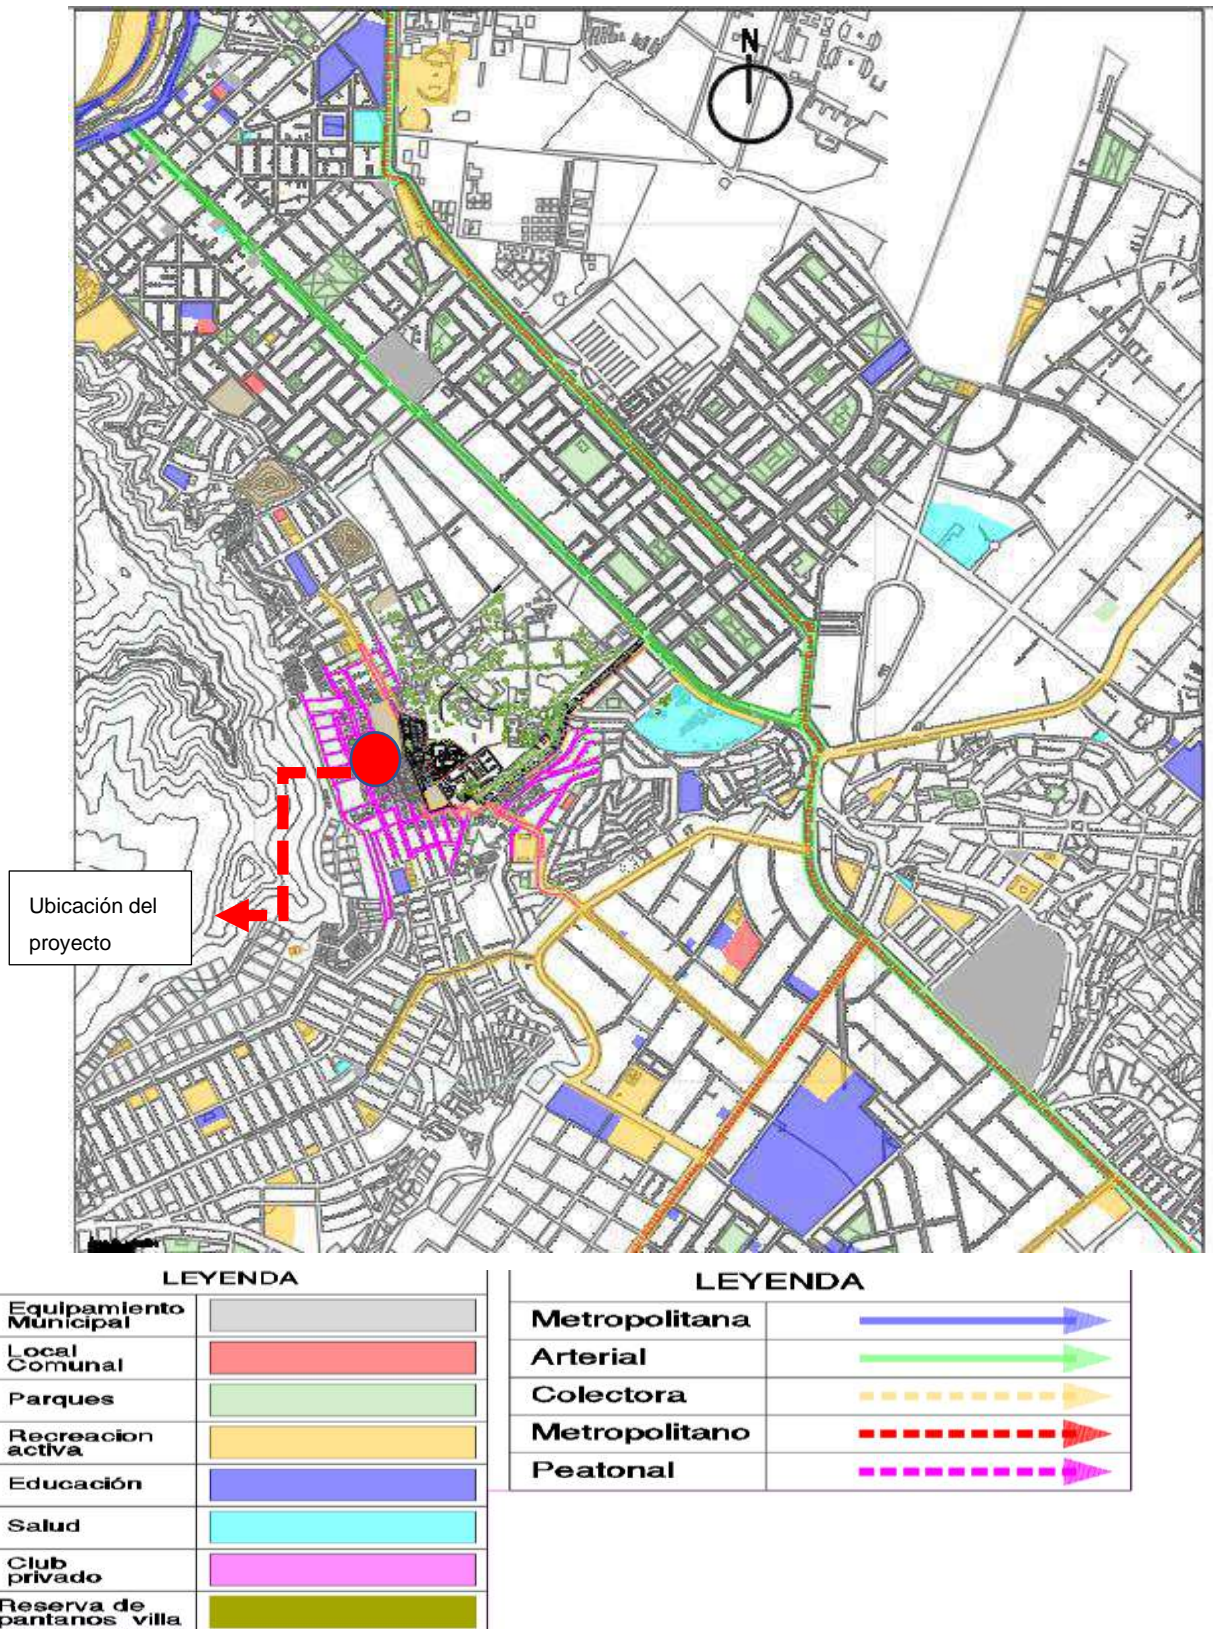 N
Ubicación del
proyecto
LEYENDA
Equipamiento
Municipal
Local
Comunal
Parques
Recreacion
activa
Educación
Salud
Club
privado
Reserva de
pantanos villa
LEYENDA
Metropolitana
Arterial
Colectora
Metropolitano
Peatonal